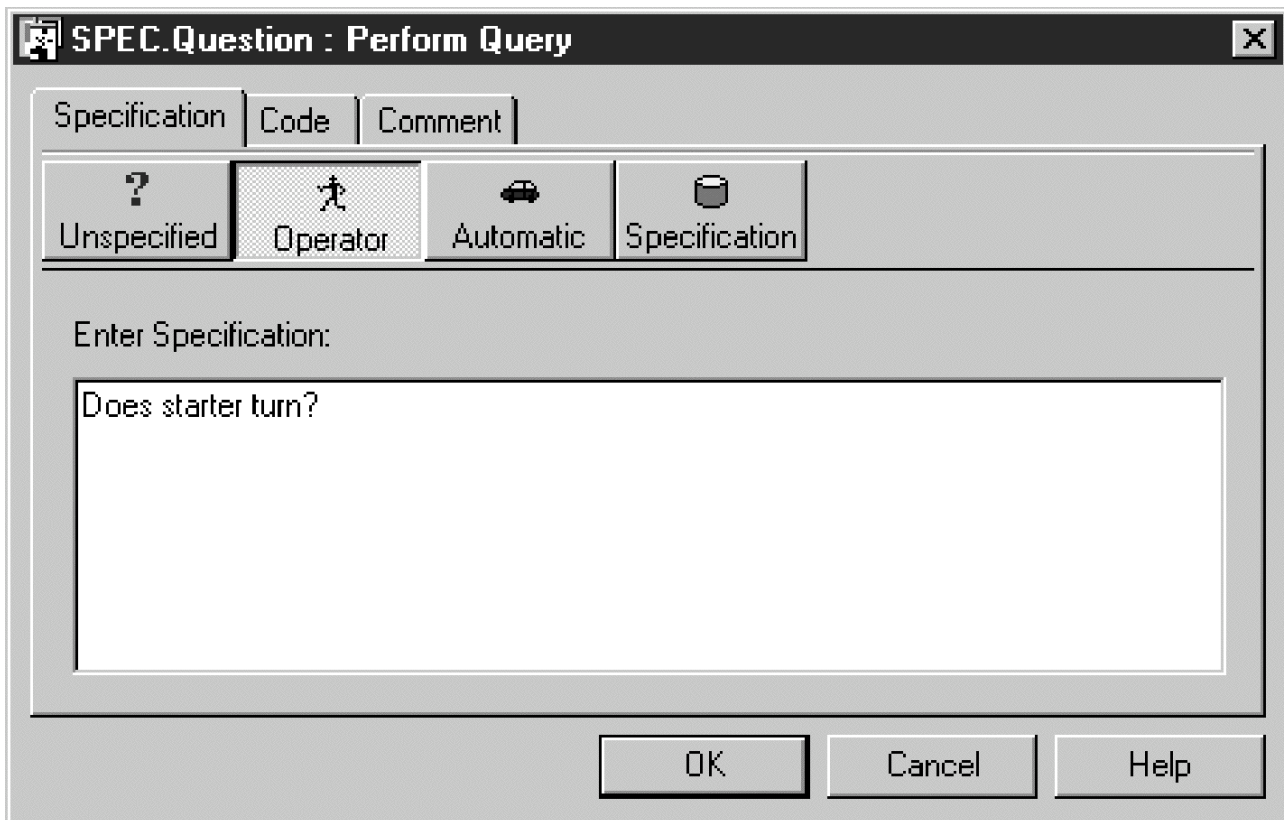 SPEC.Question : Perform Query
Specification Code Comment
? Unspecified Operator Automatic Specification
Enter Specification:
Does starter turn?
OK Cancel Help